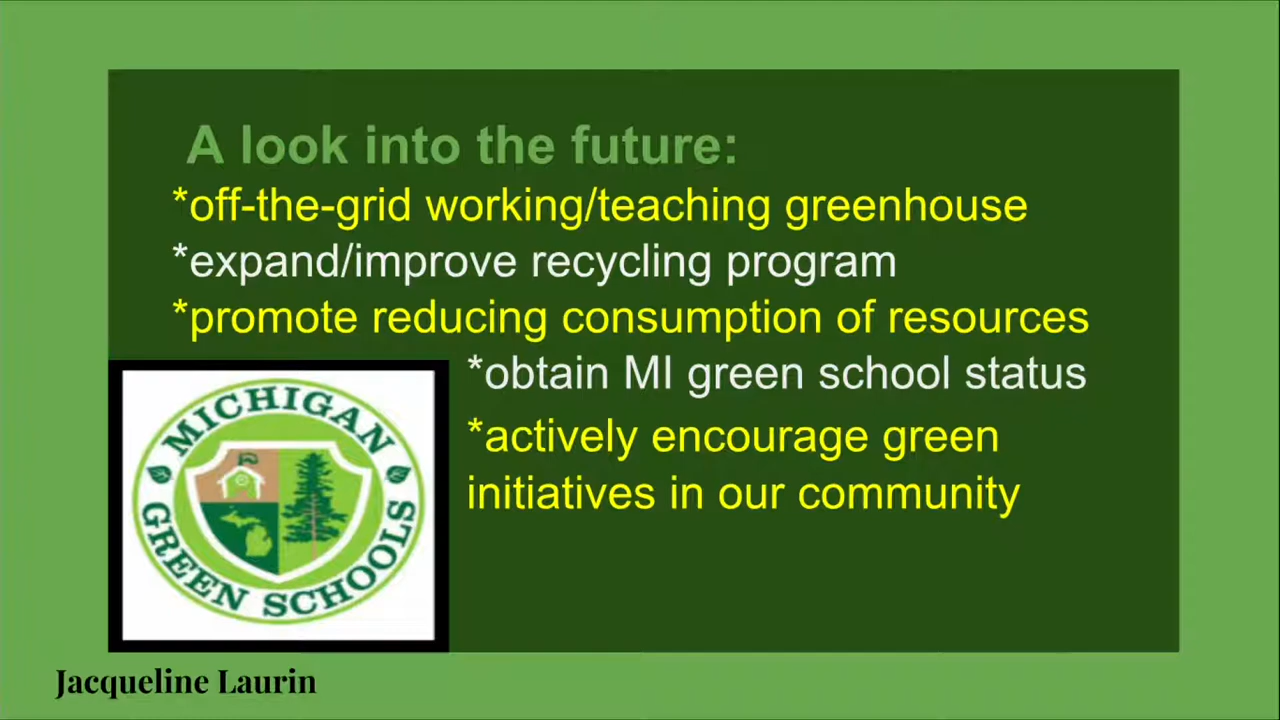 A look into the future:
*off-the-grid working/teaching greenhouse
*expand/improve recycling program
*promote reducing consumption of resources
*obtain MI green school status
*actively encourage green
initiatives in our community
MICHIGAN
GREEN SCHOOLS
Jacqueline Laurin